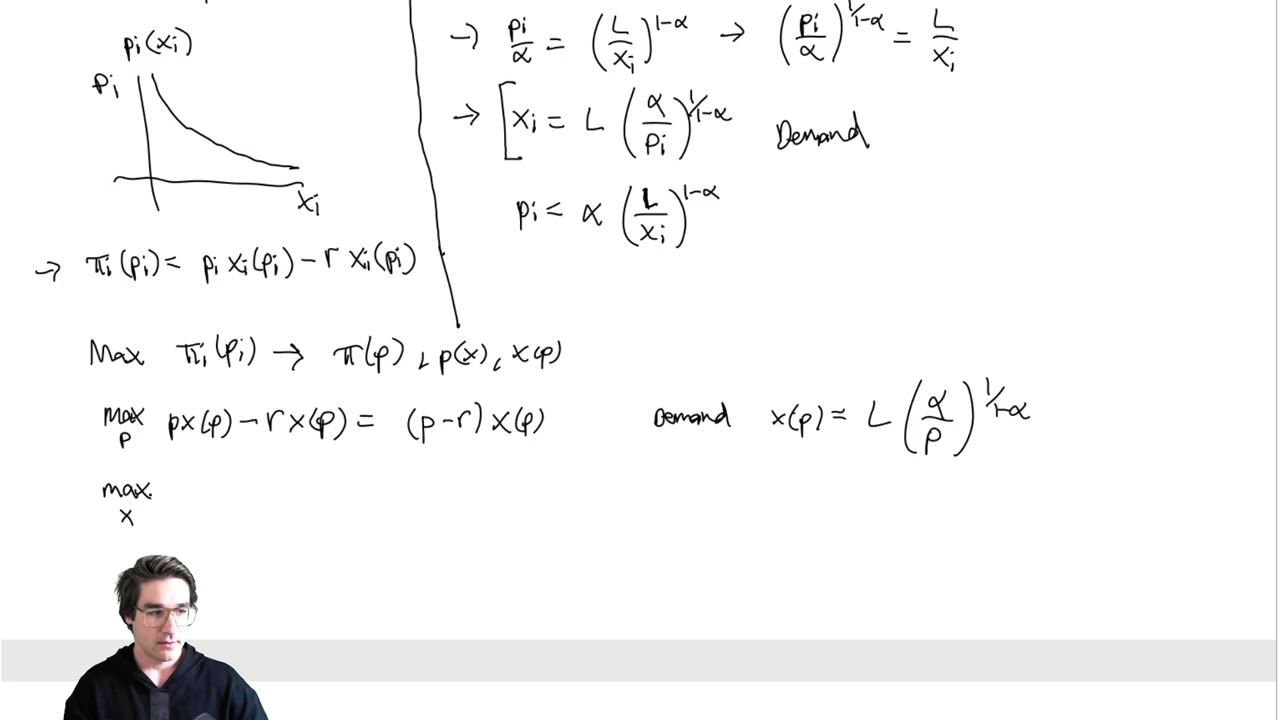 pi(xi)
Pi
xi
→ πi(pi) = pi xi(pi) - r xi(pi)
→ pi/α = (L/xi)^1-α → (pi/α)^1/1-α = L/xi
→ [ xi = L (α/pi)^1/1-α Demand
pi = α (L/xi)^1-α
Max πi(pi) → π(p), p(x), x(p)
max p px(p) - r x(p) = (p-r) x(p)
Demand x(p) = L (α/p)^1/1-α
max x